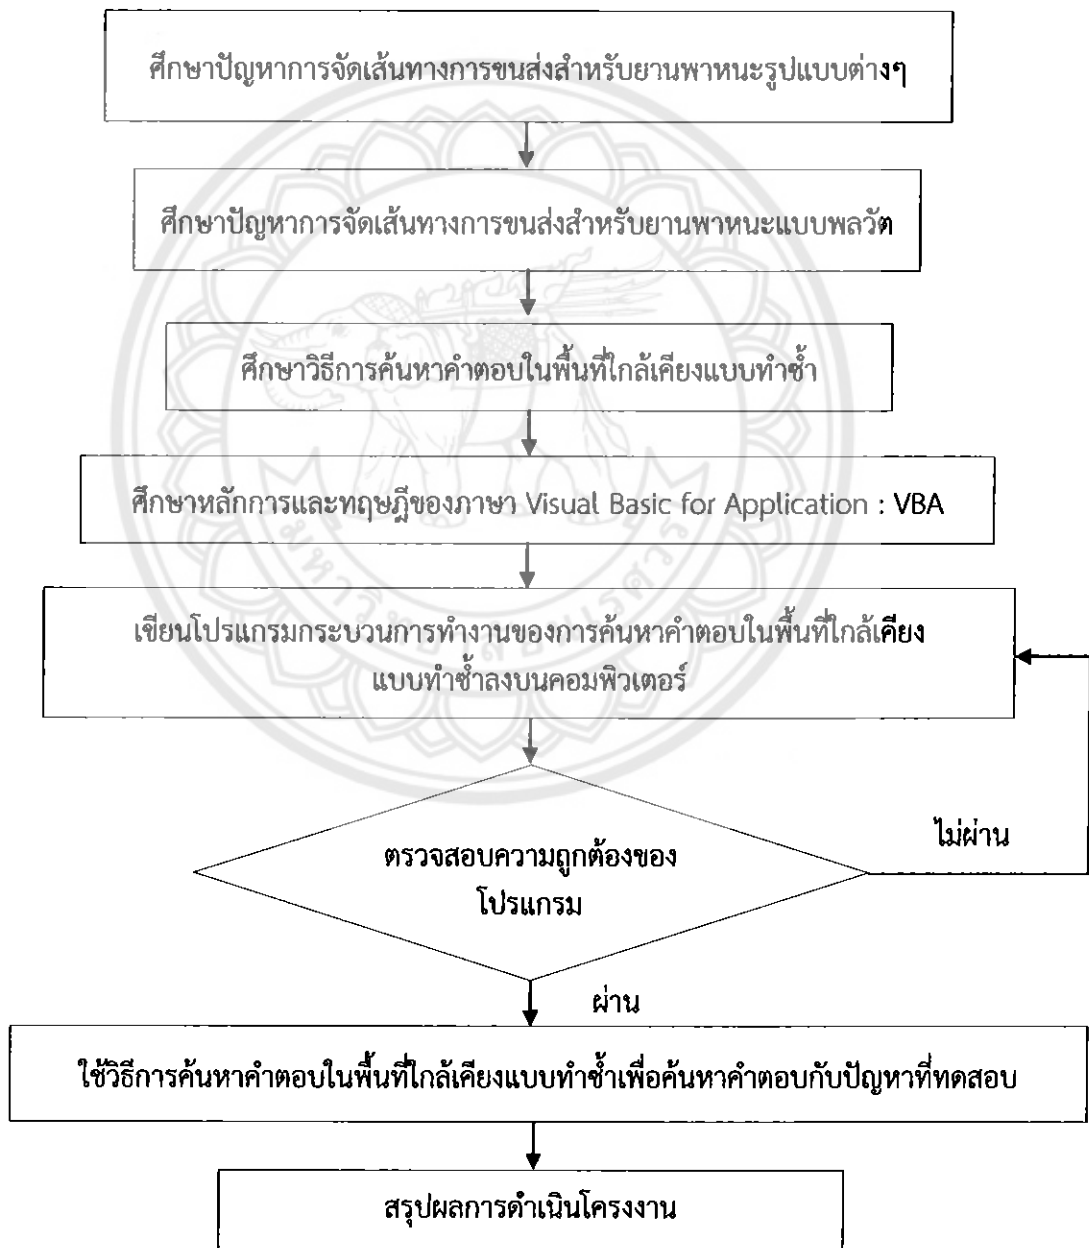 ศึกษาปัญหาการจัดเส้นทางการขนส่งสำหรับยานพาหนะรูปแบบต่างๆ
ศึกษาปัญหาการจัดเส้นทางการขนส่งสำหรับยานพาหนะแบบพลวัต
ศึกษาวิธีการค้นหาคำตอบในพื้นที่ใกล้เคียงแบบทำซ้ำ
ศึกษาหลักการและทฤษฎีของภาษา Visual Basic for Application : VBA
มหาวิทยาลัยนเรศวร
เขียนโปรแกรมกระบวนการทำงานของการค้นหาคำตอบในพื้นที่ใกล้เคียง
แบบทำซ้ำลงบนคอมพิวเตอร์
ไม่ผ่าน
ตรวจสอบความถูกต้องของ
โปรแกรม
ผ่าน
ใช้วิธีการค้นหาคำตอบในพื้นที่ใกล้เคียงแบบทำซ้ำเพื่อค้นหาคำตอบกับปัญหาที่ทดสอบ
สรุปผลการดำเนินโครงงาน